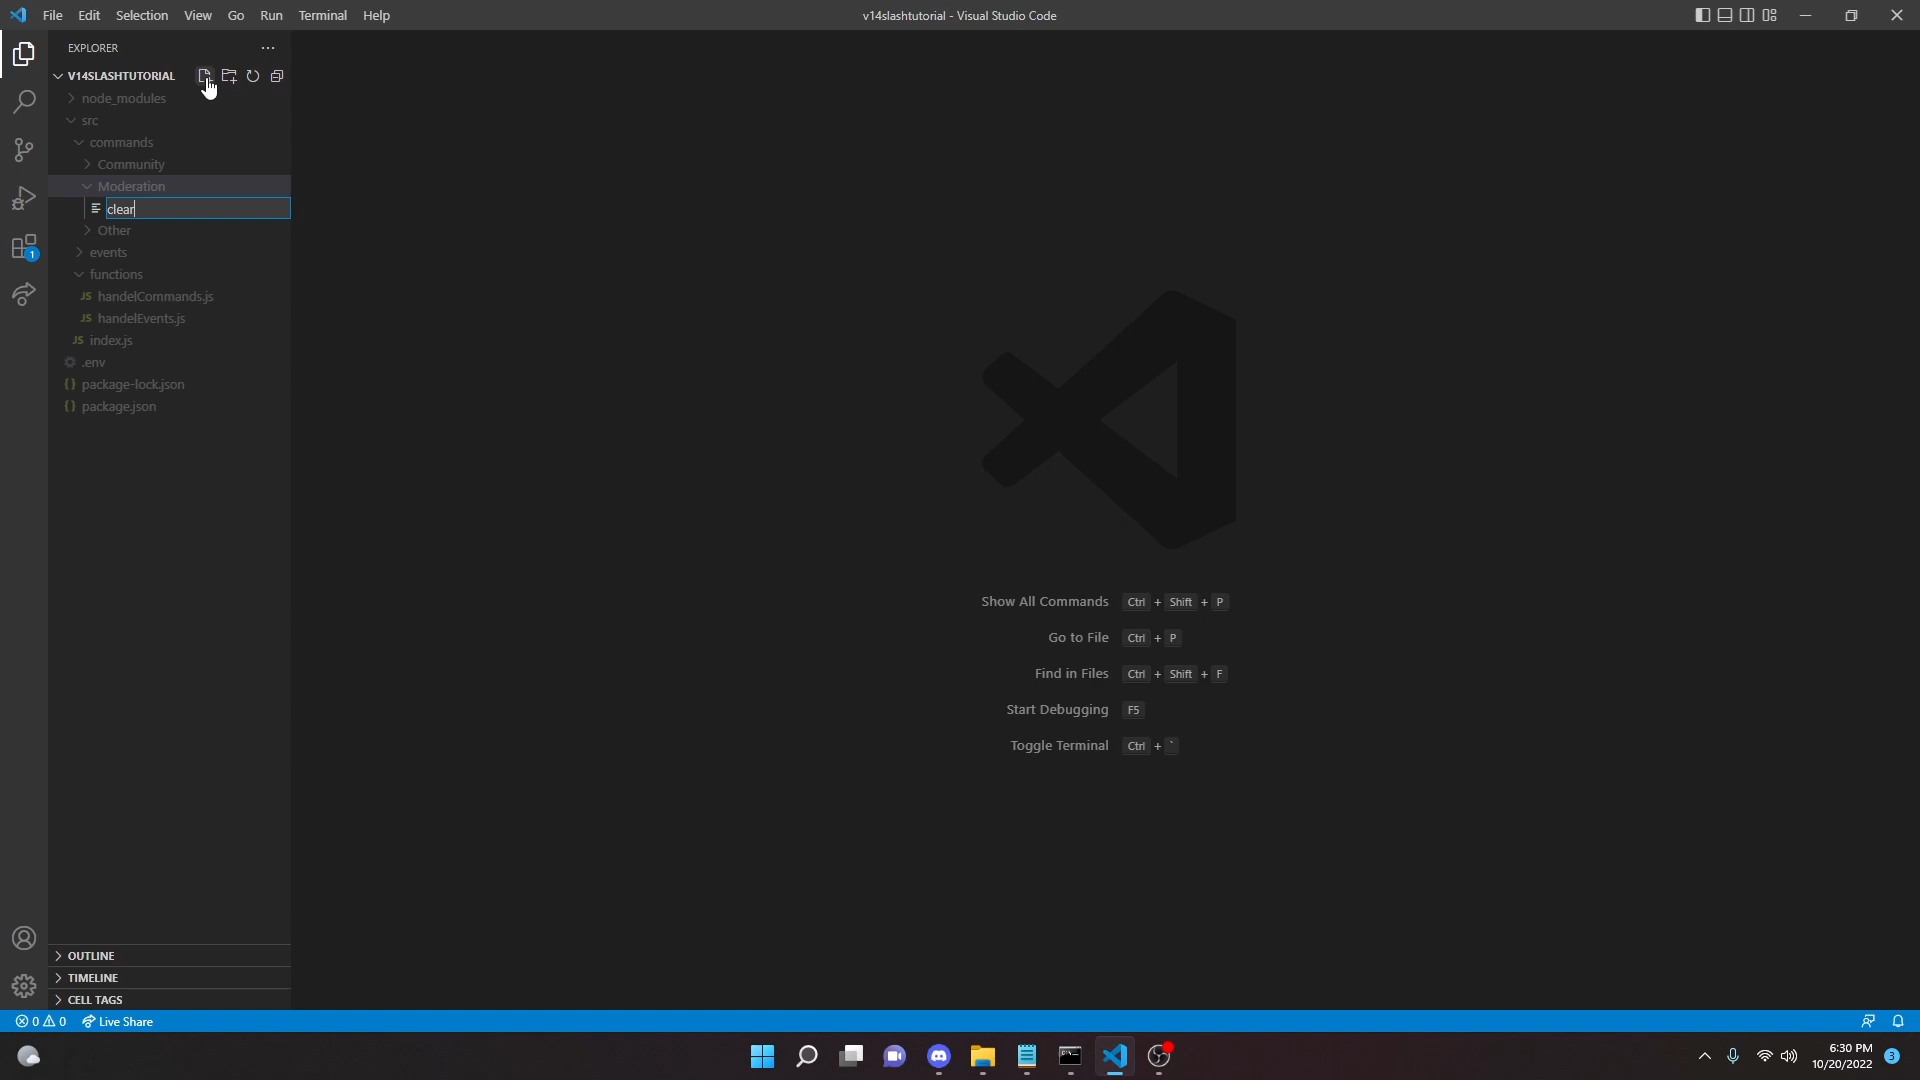 File Edit Selection View Go Run Terminal Help
v14slashtutorial - Visual Studio Code
EXPLORER
V14SLASHTUTORIAL
node_modules
src
commands
Community
Moderation
clear
Other
events
functions
JS handelCommands.js
JS handelEvents.js
JS index.js
.env
{} package-lock.json
{} package.json
1
Show All Commands Ctrl + Shift + P
Go to File Ctrl + P
Find in Files Ctrl + Shift + F
Start Debugging F5
Toggle Terminal Ctrl + `
OUTLINE
TIMELINE
CELL TAGS
0 0 Live Share
6:30 PM
10/20/2022
3